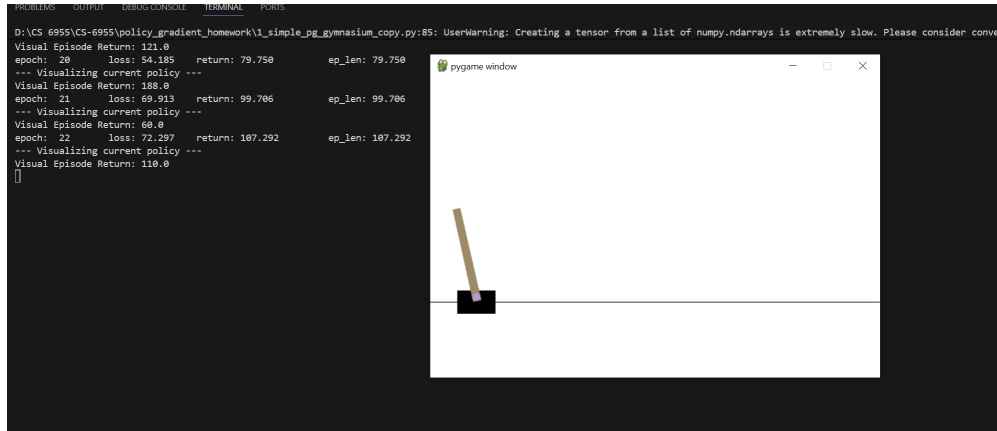 PROBLEMS OUTPUT DEBUG CONSOLE TERMINAL PORTS
D:\CS 6955\CS-6955\policy_gradient_homework\1_simple_pg_gymnasium_copy.py:85: UserWarning: Creating a tensor from a list of numpy.ndarrays is extremely slow. Please consider conve
Visual Episode Return: 121.0
epoch: 20 loss: 54.185 return: 79.750 ep_len: 79.750
--- Visualizing current policy ---
Visual Episode Return: 188.0
epoch: 21 loss: 69.913 return: 99.706 ep_len: 99.706
--- Visualizing current policy ---
Visual Episode Return: 60.0
epoch: 22 loss: 72.297 return: 107.292 ep_len: 107.292
--- Visualizing current policy ---
Visual Episode Return: 110.0
pygame window